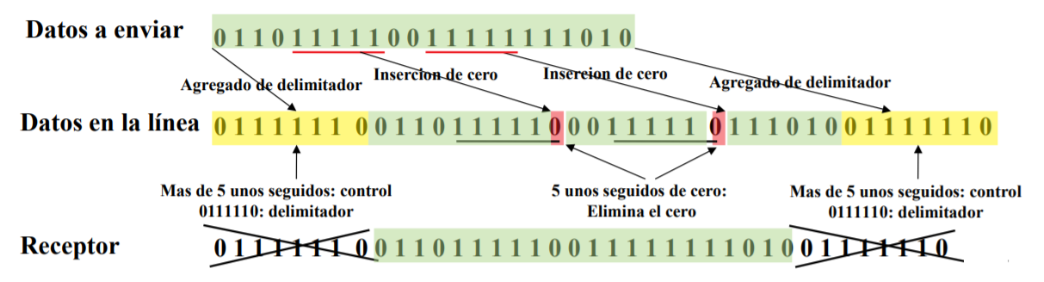 Datos a enviar
0 1 1 0 1 1 1 1 1 0 0 1 1 1 1 1 1 1 1 0 1 0
Agregado de delimitador
Insercion de cero
Insercion de cero
Agregado de delimitador
Datos en la línea
0 1 1 1 1 1 1 0 0 1 1 0 1 1 1 1 1 0 0 0 1 1 1 1 1 0 1 1 1 0 1 0 0 1 1 1 1 1 1 0
Mas de 5 unos seguidos: control
0111110: delimitador
5 unos seguidos de cero:
Elimina el cero
Mas de 5 unos seguidos: control
0111110: delimitador
Receptor
0 1 1 1 1 1 1 0 0 1 1 0 1 1 1 1 1 0 0 1 1 1 1 1 1 1 1 0 1 0 0 1 1 1 1 1 1 0